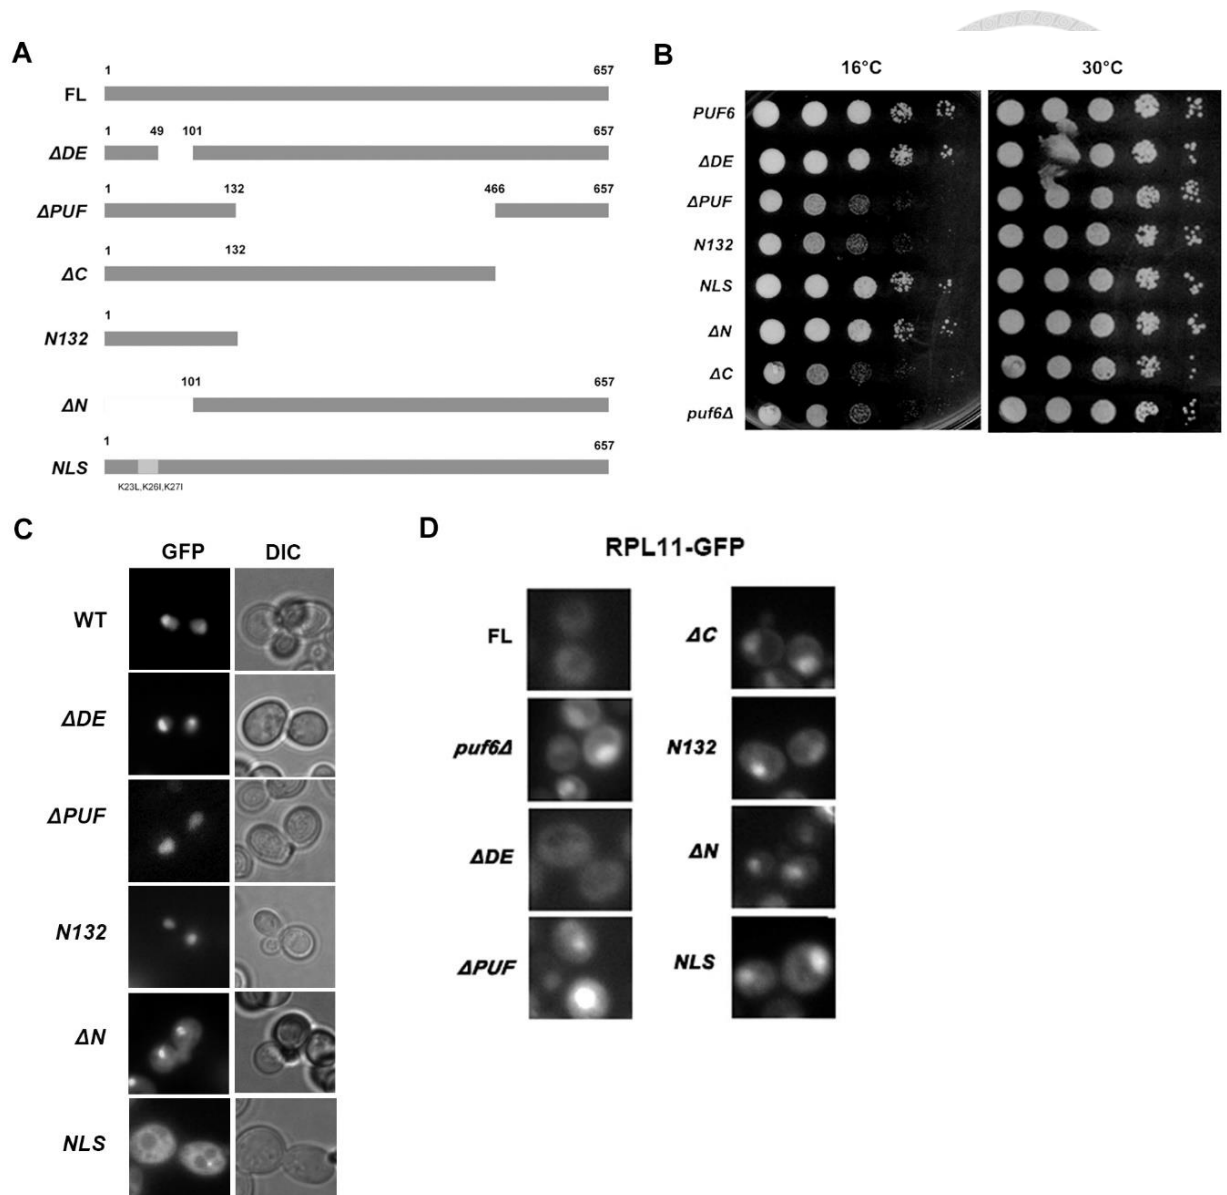 A
1 657
FL
1 49 101 657
ΔDE
1 132 466 657
ΔPUF
1 132
ΔC
1
N132
101 657
ΔN
1 657
NLS
K23L,K26I,K27I
B
16°C 30°C
PUF6
ΔDE
ΔPUF
N132
NLS
ΔN
ΔC
puf6Δ
C
GFP DIC
WT
ΔDE
ΔPUF
N132
ΔN
NLS
D
RPL11-GFP
FL ΔC
puf6Δ N132
ΔDE ΔN
ΔPUF NLS